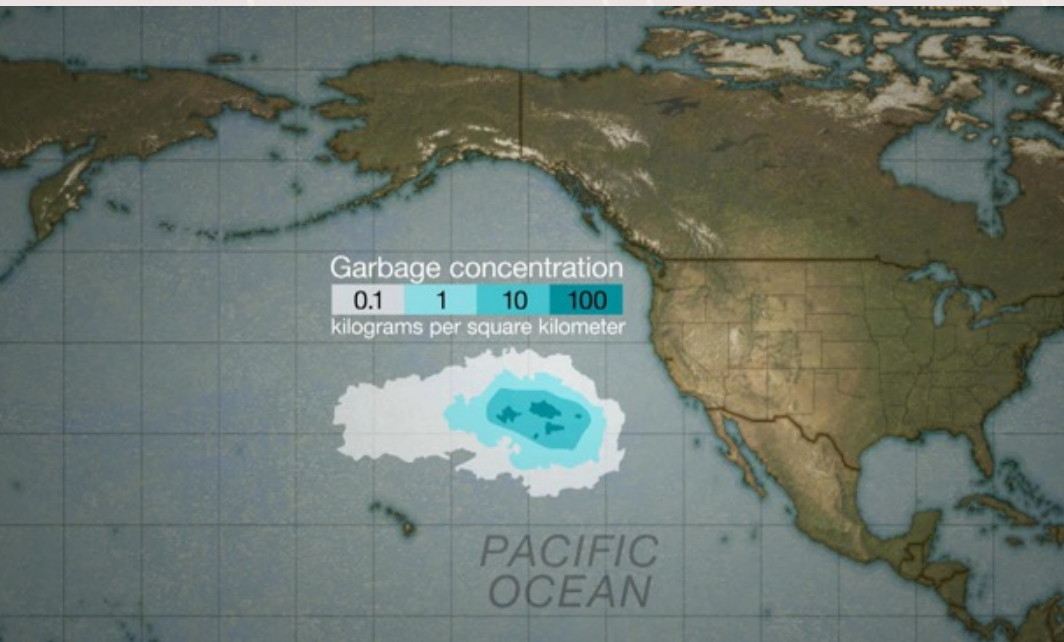 Garbage concentration
0.1 1 10 100
kilograms per square kilometer
PACIFIC
OCEAN